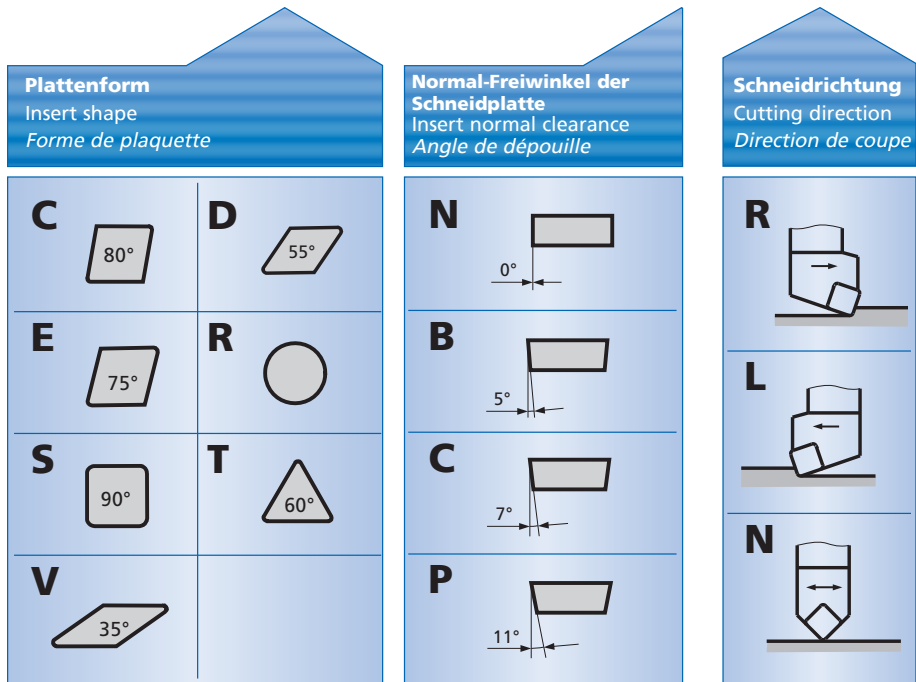 Plattenform
Insert shape
Forme de plaquette
C
80°
D
55°
E
75°
R
S
90°
T
60°
V
35°
Normal-Freiwinkel der
Schneidplatte
Insert normal clearance
Angle de dépouille
N
0°
B
5°
C
7°
P
11°
Schneidrichtung
Cutting direction
Direction de coupe
R
L
N